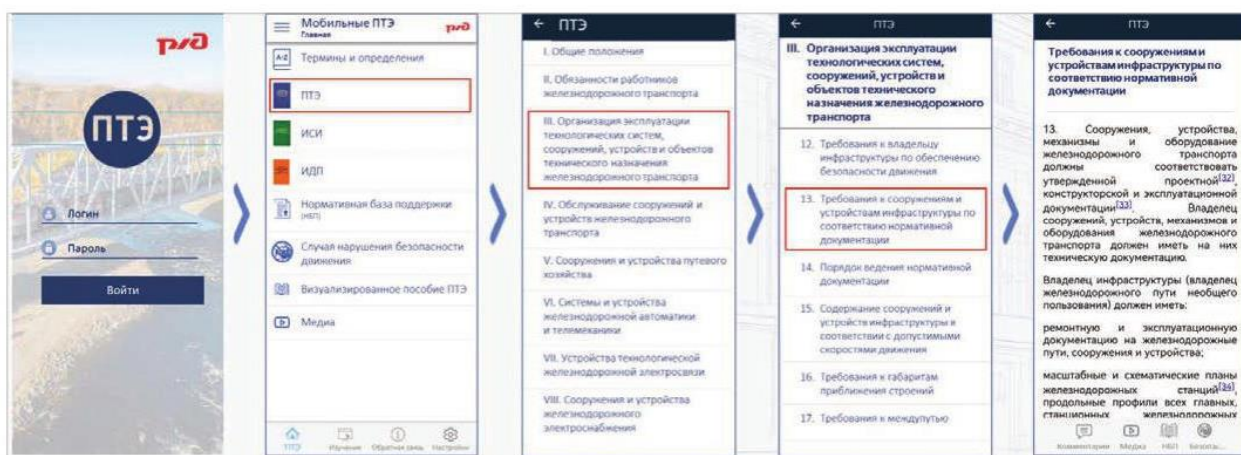 ржд
ПТЭ
Логин
Пароль
Войти
Мобильные ПТЭ
Главная
ржд
A-Z
Термины и определения
ПТЭ
ИСИ
ИДП
Нормативная база поддержки
(НБП)
Случай нарушения безопасности
движения
Визуализированное пособие ПТЭ
Медиа
ПТЭ
Изучение
Обратная связь
Настройки
← ПТЭ
I. Общие положения
II. Обязанности работников
железнодорожного транспорта
III. Организация эксплуатации
технологических систем,
сооружений, устройств и объектов
технического назначения
железнодорожного транспорта
IV. Обслуживание сооружений и
устройств железнодорожного
транспорта
V. Сооружения и устройства путевого
хозяйства
VI. Системы и устройства
железнодорожной автоматики
и телемеханики
VII. Устройства технологической
железнодорожной электросвязи
VIII. Сооружения и устройства
железнодорожного
электроснабжения
← ПТЭ
III. Организация эксплуатации
технологических систем,
сооружений, устройств и
объектов технического
назначения железнодорожного
транспорта
12. Требования к владельцу
инфраструктуры по обеспечению
безопасности движения
13. Требования к сооружениям и
устройствам инфраструктуры по
соответствию нормативной
документации
14. Порядок ведения нормативной
документации
15. Содержание сооружений и
устройств инфраструктуры в
соответствии с допустимыми
скоростями движения
16. Требования к габаритам
приближения строений
17. Требования к междупутью
← ПТЭ
Требования к сооружениям и
устройствам инфраструктуры по
соответствию нормативной
документации
13. Сооружения, устройства,
механизмы и оборудование
железнодорожного транспорта
должны соответствовать
утвержденной проектной[32],
конструкторской и эксплуатационной
документации[33]. Владелец
сооружений, устройств, механизмов и
оборудования железнодорожного
транспорта должен иметь на них
техническую документацию.
Владелец инфраструктуры (владелец
железнодорожного пути необщего
пользования) должен иметь:
ремонтную и эксплуатационную
документацию на железнодорожные
пути, сооружения и устройства;
масштабные и схематические планы
железнодорожных станций[34],
продольные профили всех главных,
станционных железнодорожных
Комментарии
Медиа
НБП
Безопас...